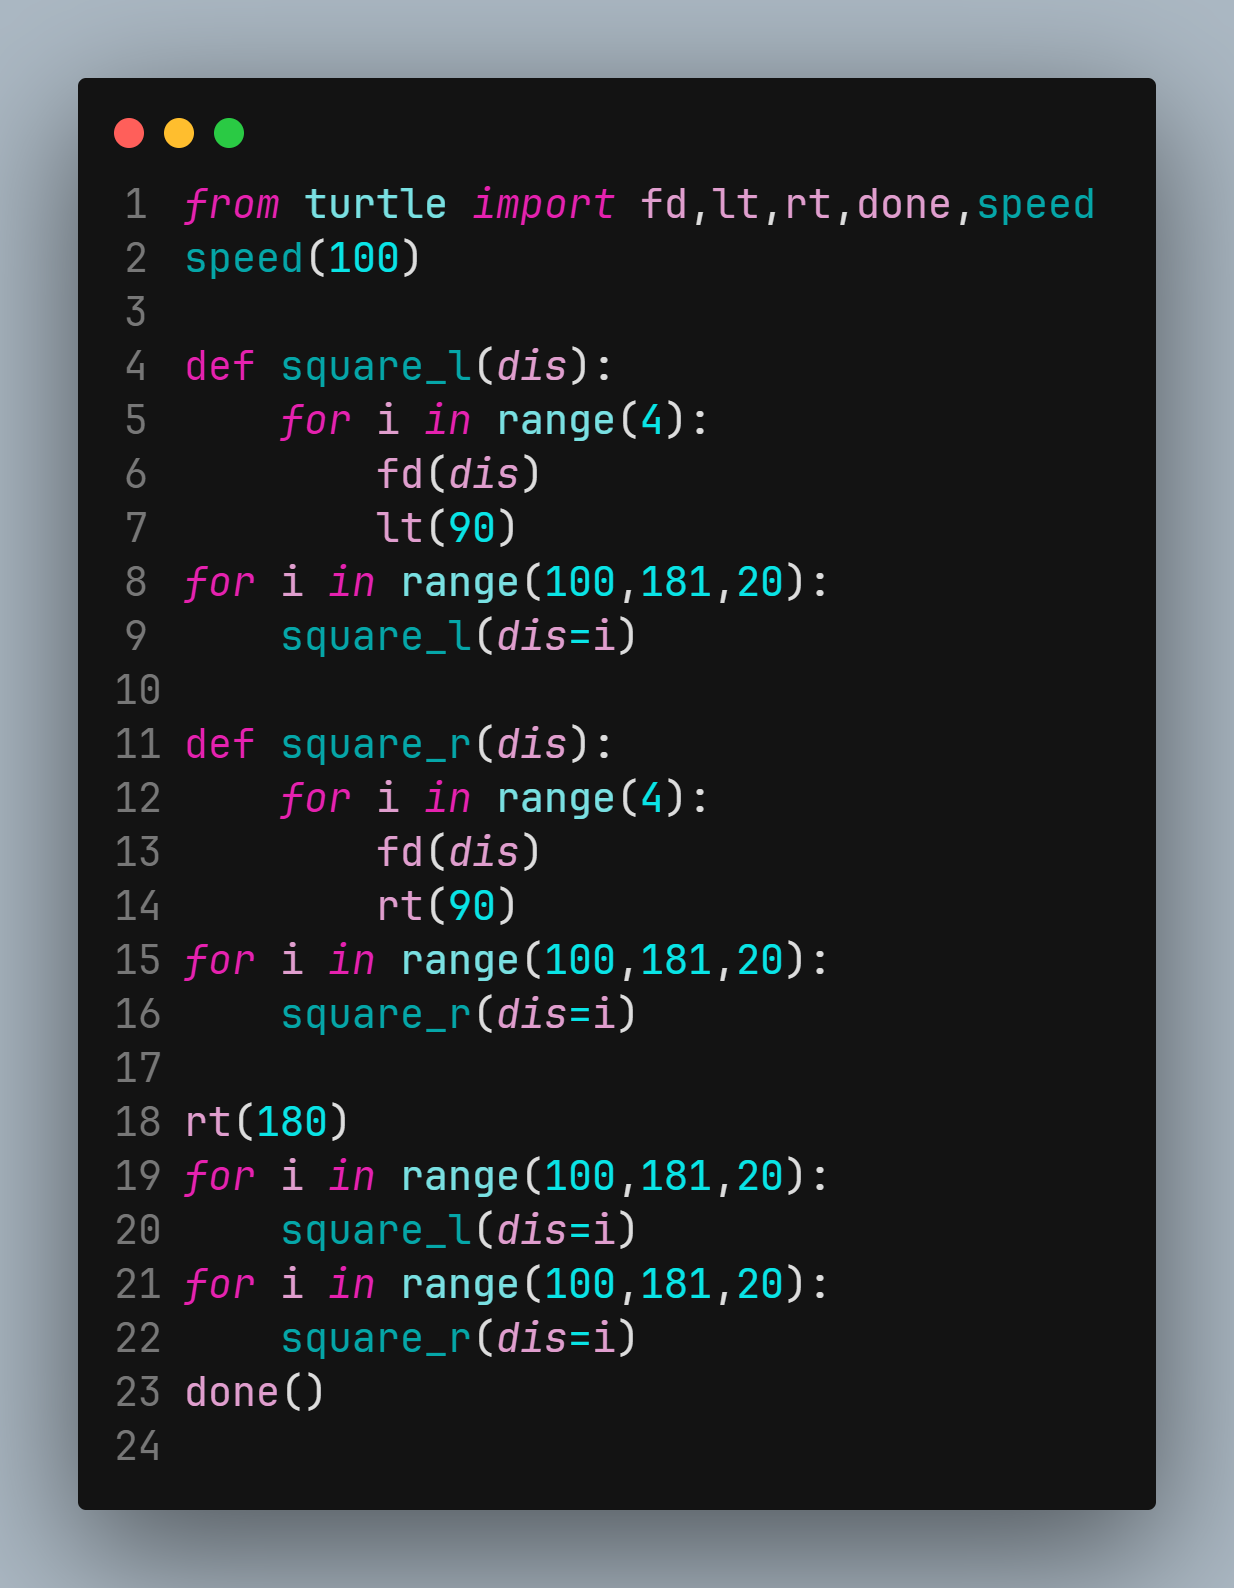 1 from turtle import fd,lt,rt,done,speed
2 speed(100)
3
4 def square_l(dis):
5     for i in range(4):
6         fd(dis)
7         lt(90)
8 for i in range(100,181,20):
9     square_l(dis=i)
10
11 def square_r(dis):
12     for i in range(4):
13         fd(dis)
14         rt(90)
15 for i in range(100,181,20):
16     square_r(dis=i)
17
18 rt(180)
19 for i in range(100,181,20):
20     square_l(dis=i)
21 for i in range(100,181,20):
22     square_r(dis=i)
23 done()
24